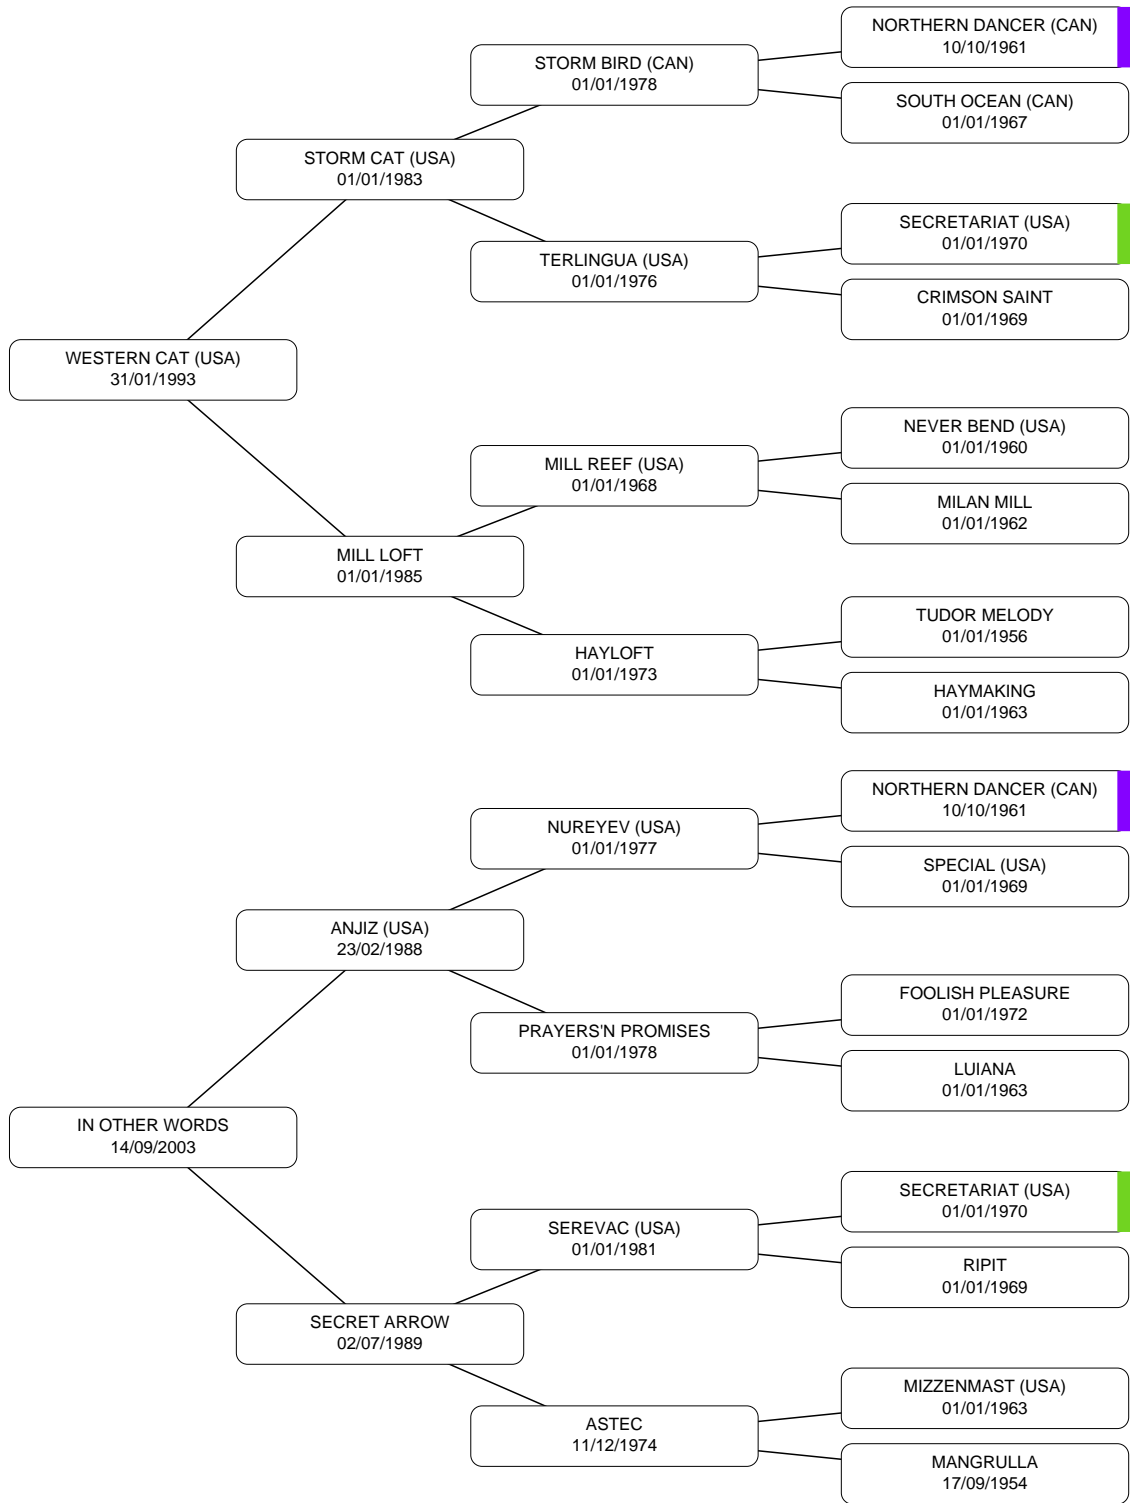 NORTHERN DANCER (CAN)
10/10/1961
STORM BIRD (CAN)
01/01/1978
SOUTH OCEAN (CAN)
01/01/1967
STORM CAT (USA)
01/01/1983
SECRETARIAT (USA)
01/01/1970
TERLINGUA (USA)
01/01/1976
CRIMSON SAINT
01/01/1969
WESTERN CAT (USA)
31/01/1993
NEVER BEND (USA)
01/01/1960
MILL REEF (USA)
01/01/1968
MILAN MILL
01/01/1962
MILL LOFT
01/01/1985
TUDOR MELODY
01/01/1956
HAYLOFT
01/01/1973
HAYMAKING
01/01/1963
NORTHERN DANCER (CAN)
10/10/1961
NUREYEV (USA)
01/01/1977
SPECIAL (USA)
01/01/1969
ANJIZ (USA)
23/02/1988
FOOLISH PLEASURE
01/01/1972
PRAYERS'N PROMISES
01/01/1978
LUIANA
01/01/1963
IN OTHER WORDS
14/09/2003
SECRETARIAT (USA)
01/01/1970
SEREVAC (USA)
01/01/1981
RIPIT
01/01/1969
SECRET ARROW
02/07/1989
MIZZENMAST (USA)
01/01/1963
ASTEC
11/12/1974
MANGRULLA
17/09/1954